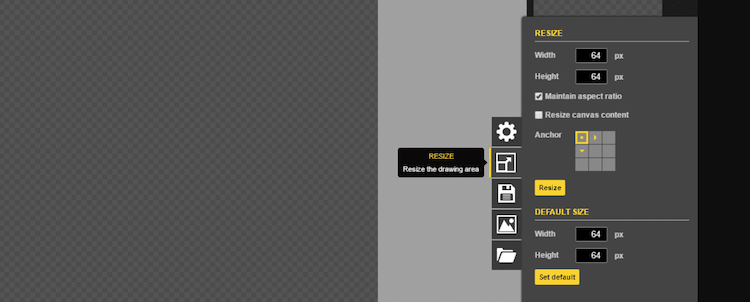 RESIZE
Width 64 px
Height 64 px
Maintain aspect ratio
Resize canvas content
Anchor
RESIZE
Resize the drawing area
Resize
DEFAULT SIZE
Width 64 px
Height 64 px
Set default